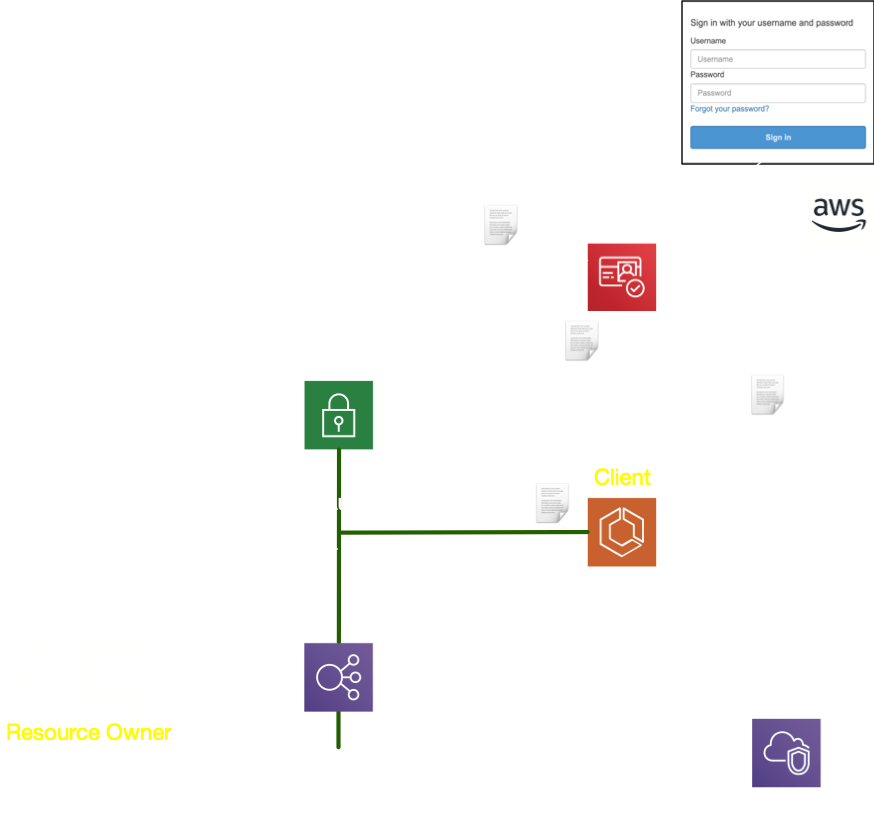 Sign in with your username and password
Username
Username
Password
Password
Forgot your password?
Sign in
aws
Client
Resource Owner